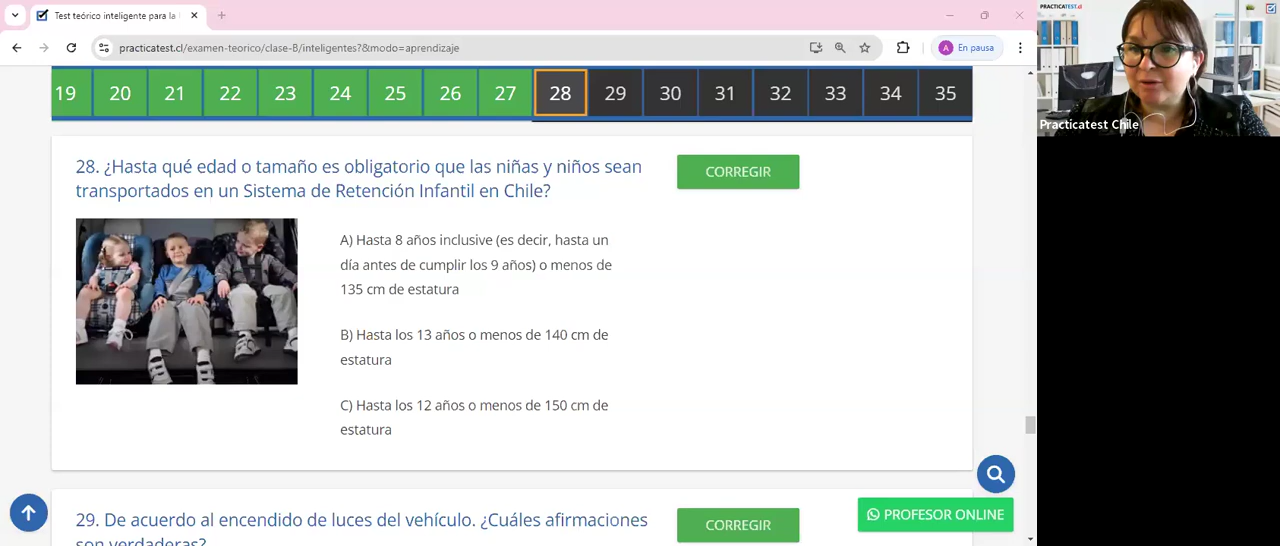 Test teórico inteligente para la
practicatest.cl/examen-teorico/clase-B/inteligentes?&modo=aprendizaje
A
En pausa
PRACTICATEST.cl
Practicatest Chile
19 20 21 22 23 24 25 26 27 28 29 30 31 32 33 34 35
28. ¿Hasta qué edad o tamaño es obligatorio que las niñas y niños sean
transportados en un Sistema de Retención Infantil en Chile?
CORREGIR
A) Hasta 8 años inclusive (es decir, hasta un
día antes de cumplir los 9 años) o menos de
135 cm de estatura
B) Hasta los 13 años o menos de 140 cm de
estatura
C) Hasta los 12 años o menos de 150 cm de
estatura
PROFESOR ONLINE
29. De acuerdo al encendido de luces del vehículo. ¿Cuáles afirmaciones
son verdaderas?
CORREGIR